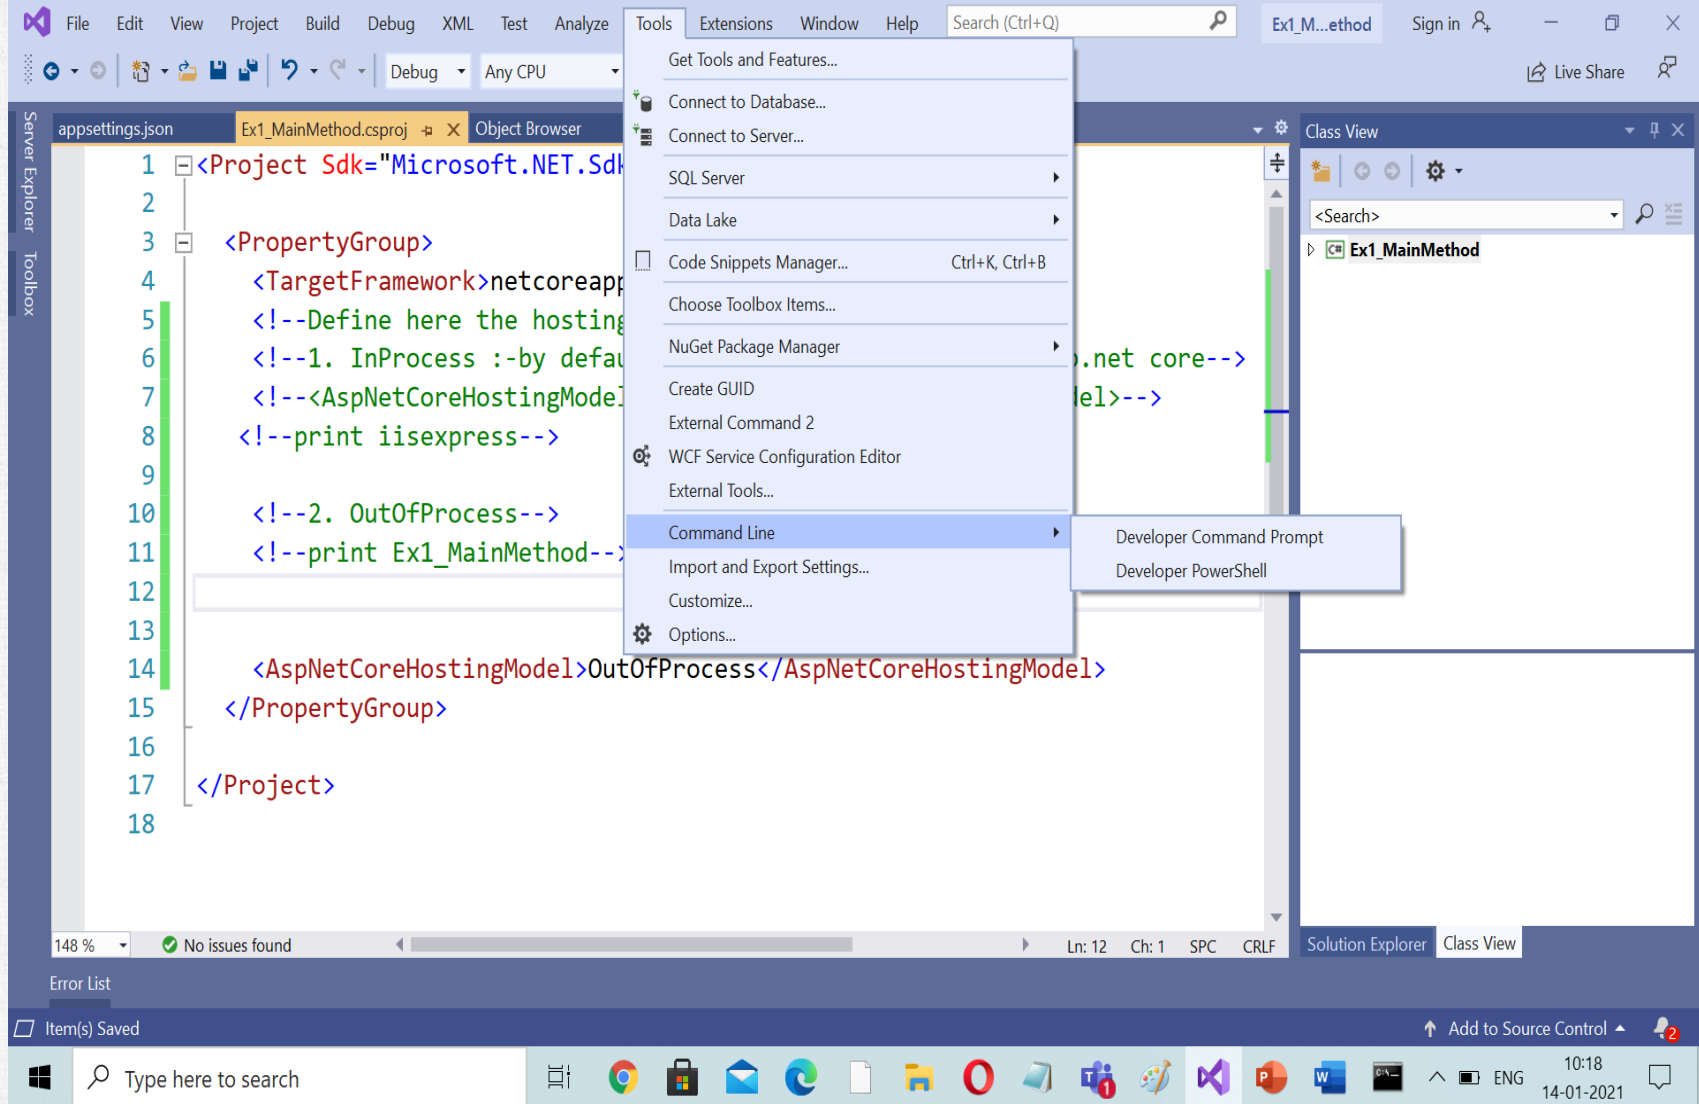 File Edit View Project Build Debug XML Test Analyze Tools Extensions Window Help Search (Ctrl+Q) Ex1_M...ethod Sign in
Debug Any CPU Live Share
Server Explorer
Toolbox
appsettings.json Ex1_MainMethod.csproj Object Browser
1 <Project Sdk="Microsoft.NET.Sdk
2
3 <PropertyGroup>
4 <TargetFramework>netcoreapp
5 <!--Define here the hosting
6 <!--1. InProcess :-by defau .net core-->
7 <!--<AspNetCoreHostingModel el>-->
8 <!--print iisexpress-->
9
10 <!--2. OutOfProcess-->
11 <!--print Ex1_MainMethod-->
12
13
14 <AspNetCoreHostingModel>OutOfProcess</AspNetCoreHostingModel>
15 </PropertyGroup>
16
17 </Project>
18
Get Tools and Features...
Connect to Database...
Connect to Server...
SQL Server
Data Lake
Code Snippets Manager... Ctrl+K, Ctrl+B
Choose Toolbox Items...
NuGet Package Manager
Create GUID
External Command 2
WCF Service Configuration Editor
External Tools...
Command Line
Import and Export Settings...
Customize...
Options...
Developer Command Prompt
Developer PowerShell
Class View
<Search>
C# Ex1_MainMethod
Solution Explorer Class View
148 % No issues found Ln: 12 Ch: 1 SPC CRLF
Error List
Item(s) Saved Add to Source Control 2
Type here to search 1 ENG 10:18
14-01-2021